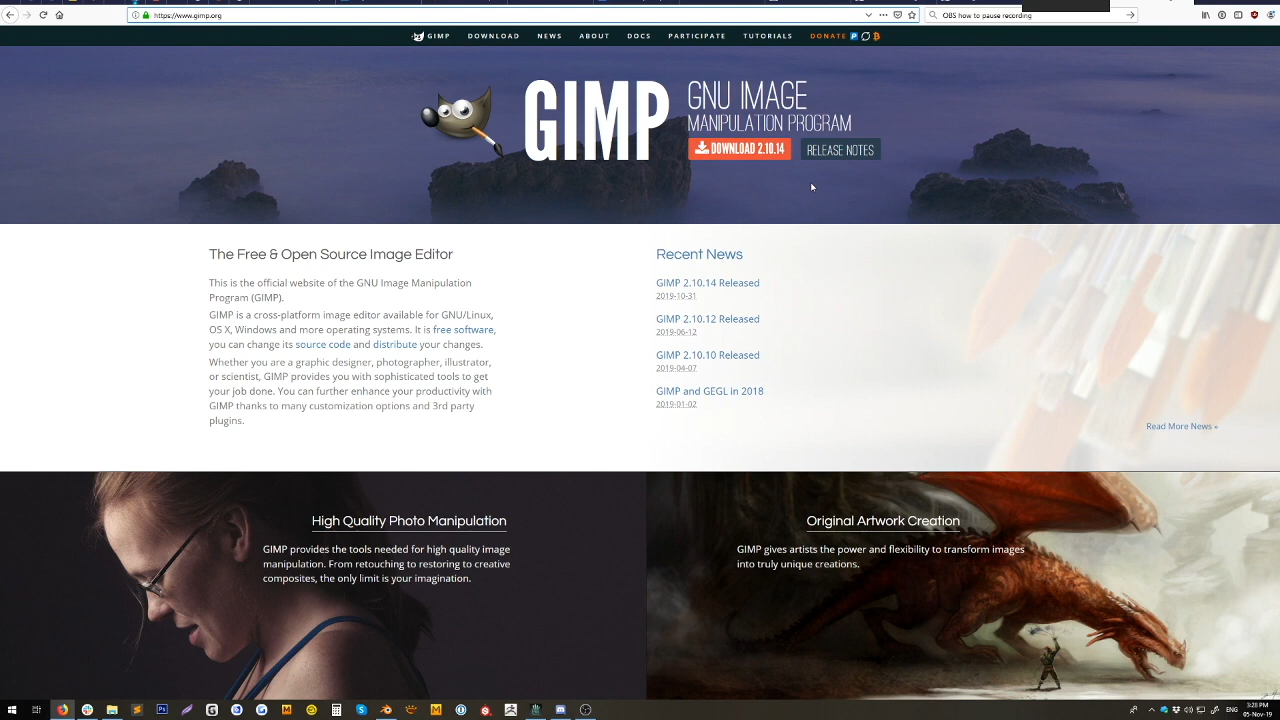 https://www.gimp.org
OBS how to pause recording
GIMP DOWNLOAD NEWS ABOUT DOCS PARTICIPATE TUTORIALS DONATE
GIMP
GNU IMAGE
MANIPULATION PROGRAM
DOWNLOAD 2.10.14
RELEASE NOTES
The Free & Open Source Image Editor
This is the official website of the GNU Image Manipulation
Program (GIMP).
GIMP is a cross-platform image editor available for GNU/Linux,
OS X, Windows and more operating systems. It is free software,
you can change its source code and distribute your changes.
Whether you are a graphic designer, photographer, illustrator,
or scientist, GIMP provides you with sophisticated tools to get
your job done. You can further enhance your productivity with
GIMP thanks to many customization options and 3rd party
plugins.
Recent News
GIMP 2.10.14 Released
2019-10-31
GIMP 2.10.12 Released
2019-06-12
GIMP 2.10.10 Released
2019-04-07
GIMP and GEGL in 2018
2019-01-02
Read More News »
High Quality Photo Manipulation
GIMP provides the tools needed for high quality image
manipulation. From retouching to restoring to creative
composites, the only limit is your imagination.
Original Artwork Creation
GIMP gives artists the power and flexibility to transform images
into truly unique creations.
ENG
3:28 PM
05-Nov-19